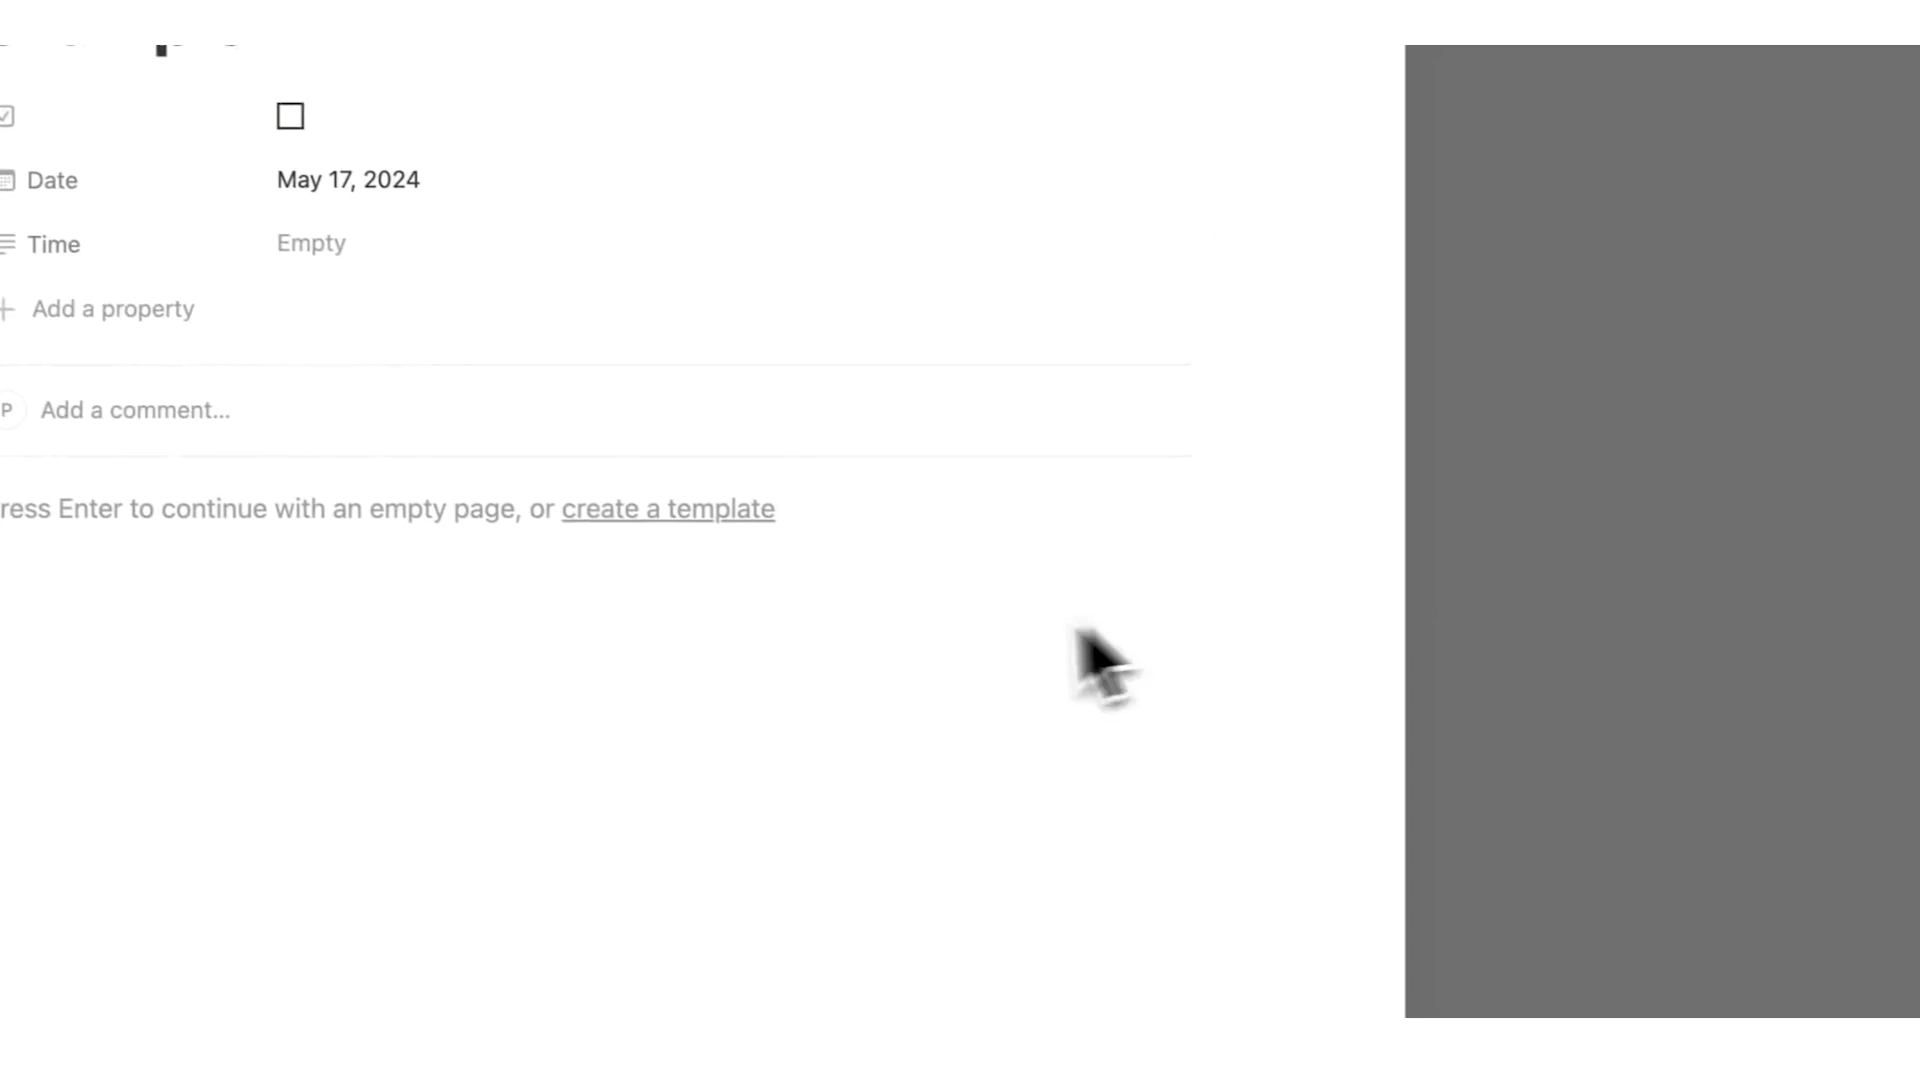 Date May 17, 2024
Time Empty
Add a property
P Add a comment...
ress Enter to continue with an empty page, or create a template